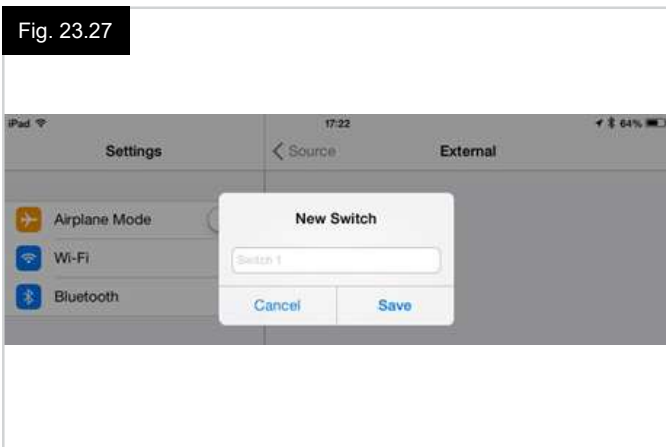 Fig. 23.27
iPad 17:22 64%
Settings
Source External
Airplane Mode
Wi-Fi
Bluetooth
New Switch
Switch 1
Cancel Save